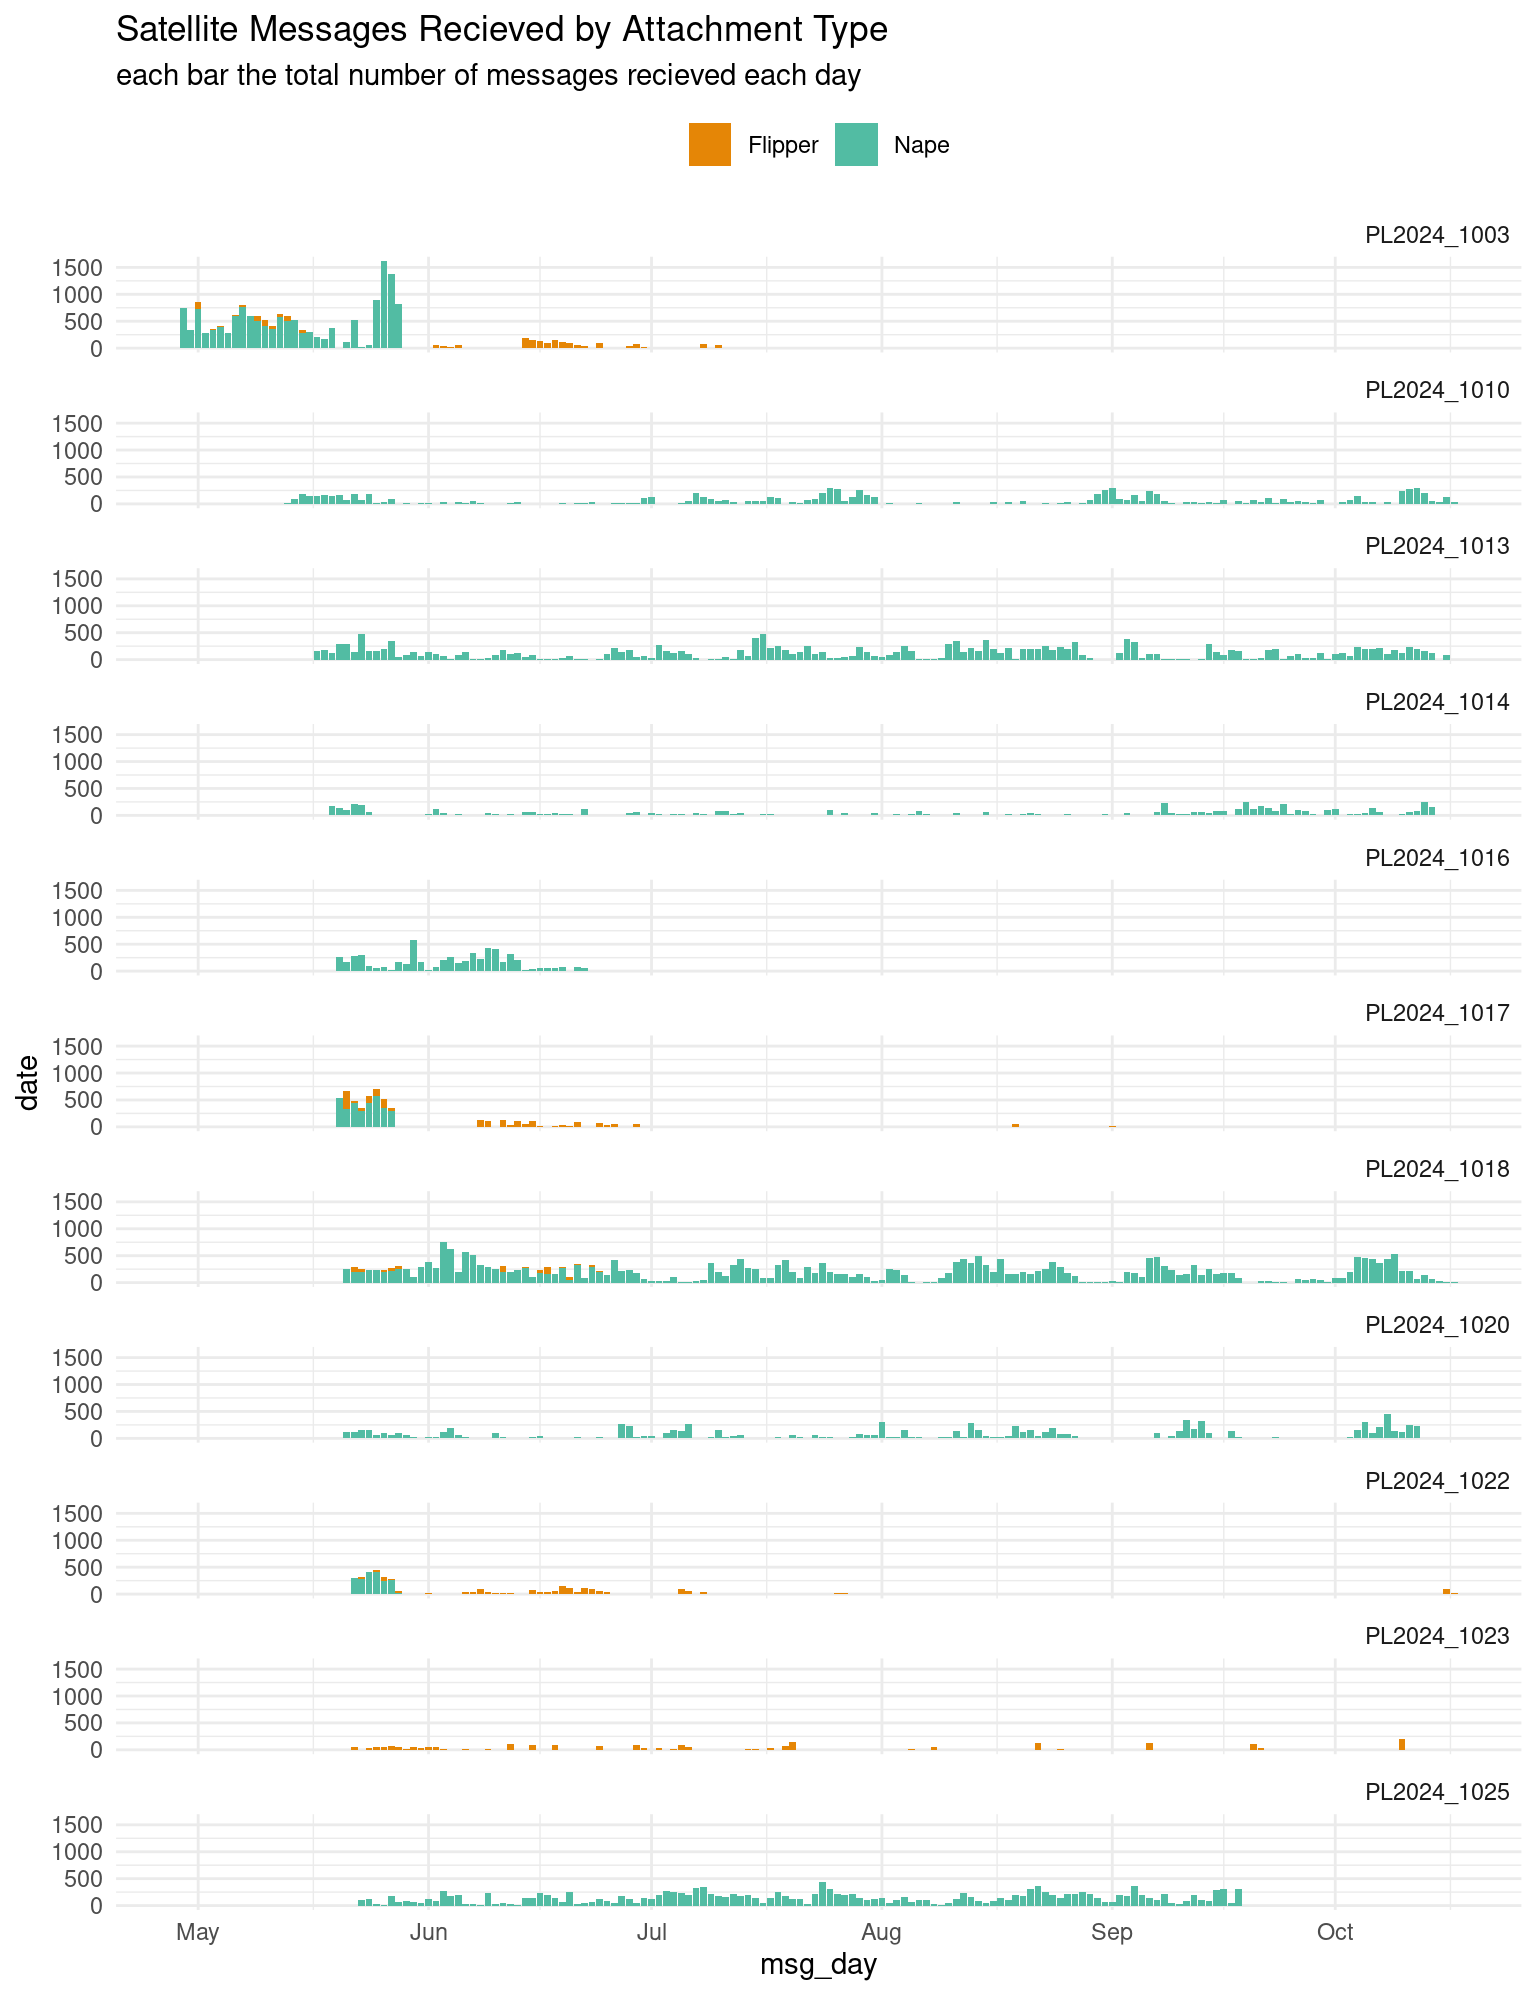 Satellite Messages Recieved by Attachment Type
each bar the total number of messages recieved each day
Flipper
Nape
PL2024_1003
1500
1000
500
0
PL2024_1010
1500
1000
500
0
PL2024_1013
1500
1000
500
0
PL2024_1014
1500
1000
500
0
PL2024_1016
1500
1000
500
0
PL2024_1017
1500
1000
500
0
date
PL2024_1018
1500
1000
500
0
PL2024_1020
1500
1000
500
0
PL2024_1022
1500
1000
500
0
PL2024_1023
1500
1000
500
0
PL2024_1025
1500
1000
500
0
May Jun Jul Aug Sep Oct
msg_day